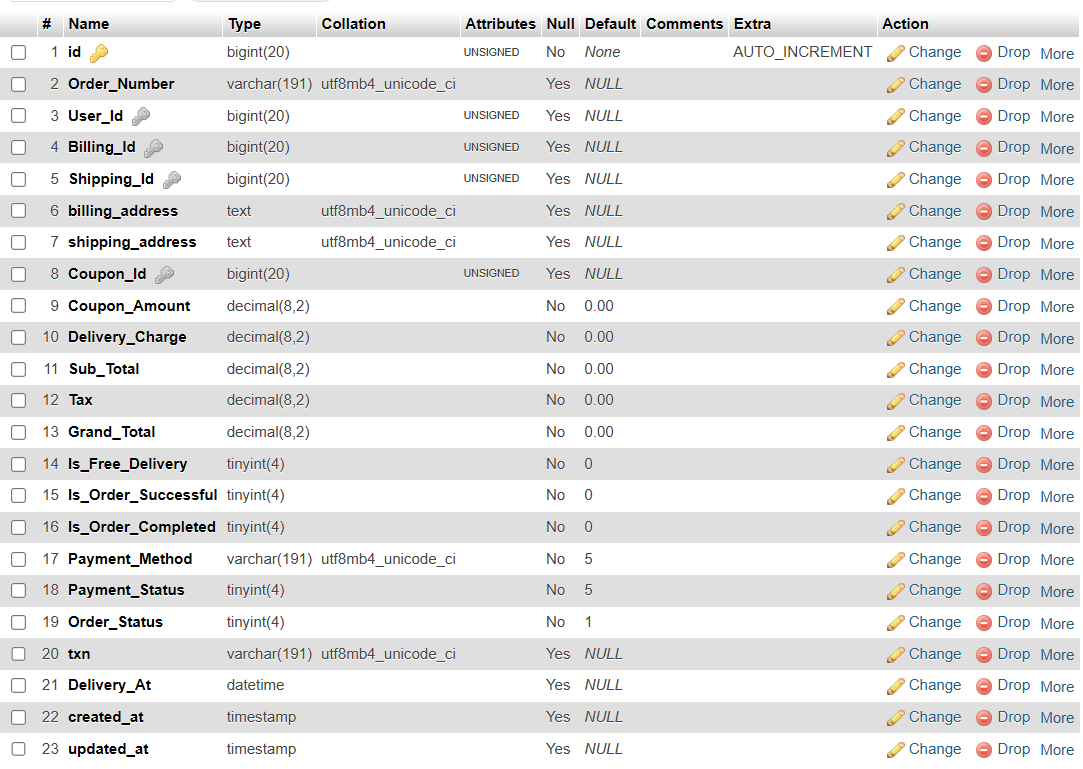 # Name Type Collation Attributes Null Default Comments Extra Action
1 id bigint(20) UNSIGNED No None AUTO_INCREMENT Change Drop More
2 Order_Number varchar(191) utf8mb4_unicode_ci Yes NULL Change Drop More
3 User_Id bigint(20) UNSIGNED Yes NULL Change Drop More
4 Billing_Id bigint(20) UNSIGNED Yes NULL Change Drop More
5 Shipping_Id bigint(20) UNSIGNED Yes NULL Change Drop More
6 billing_address text utf8mb4_unicode_ci Yes NULL Change Drop More
7 shipping_address text utf8mb4_unicode_ci Yes NULL Change Drop More
8 Coupon_Id bigint(20) UNSIGNED Yes NULL Change Drop More
9 Coupon_Amount decimal(8,2) No 0.00 Change Drop More
10 Delivery_Charge decimal(8,2) No 0.00 Change Drop More
11 Sub_Total decimal(8,2) No 0.00 Change Drop More
12 Tax decimal(8,2) No 0.00 Change Drop More
13 Grand_Total decimal(8,2) No 0.00 Change Drop More
14 Is_Free_Delivery tinyint(4) No 0 Change Drop More
15 Is_Order_Successful tinyint(4) No 0 Change Drop More
16 Is_Order_Completed tinyint(4) No 0 Change Drop More
17 Payment_Method varchar(191) utf8mb4_unicode_ci No 5 Change Drop More
18 Payment_Status tinyint(4) No 5 Change Drop More
19 Order_Status tinyint(4) No 1 Change Drop More
20 txn varchar(191) utf8mb4_unicode_ci Yes NULL Change Drop More
21 Delivery_At datetime Yes NULL Change Drop More
22 created_at timestamp Yes NULL Change Drop More
23 updated_at timestamp Yes NULL Change Drop More